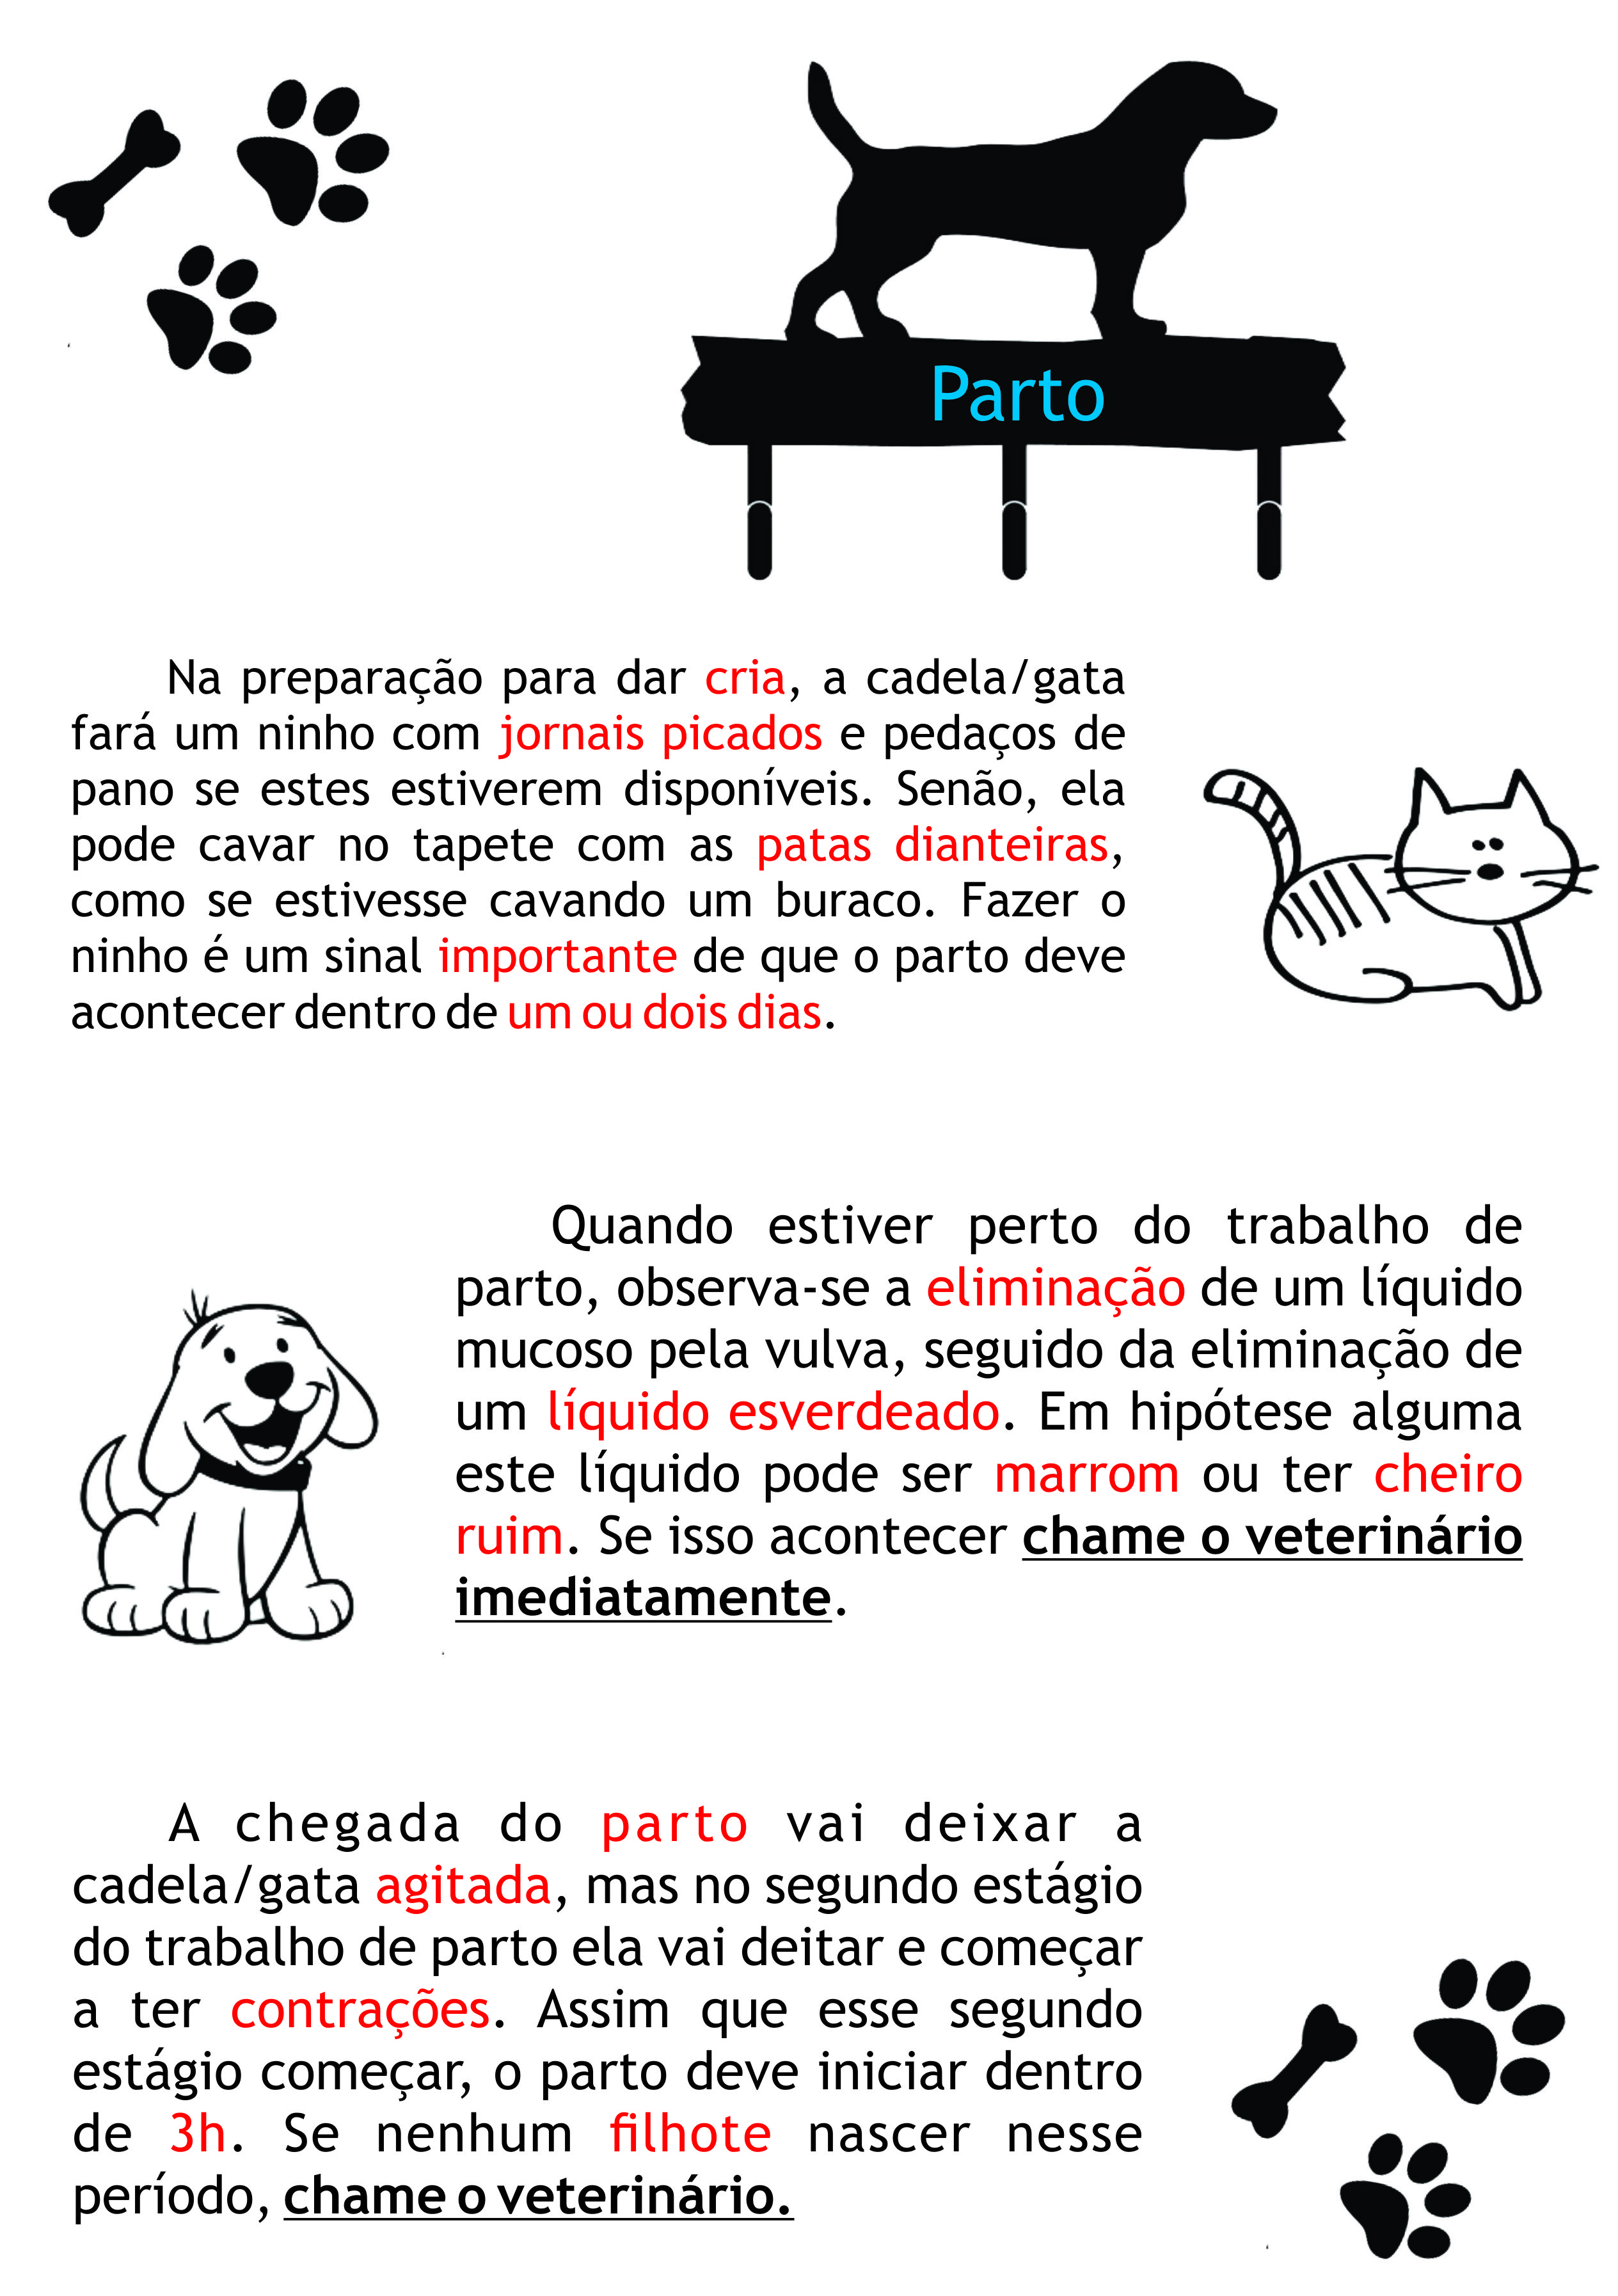 Parto
Na preparação para dar cria, a cadela/gata
fará um ninho com jornais picados e pedaços de
pano se estes estiverem disponíveis. Senão, ela
pode cavar no tapete com as patas dianteiras,
como se estivesse cavando um buraco. Fazer o
ninho é um sinal importante de que o parto deve
acontecer dentro de um ou dois dias.
Quando estiver perto do trabalho de
parto, observa-se a eliminação de um líquido
mucoso pela vulva, seguido da eliminação de
um líquido esverdeado. Em hipótese alguma
este líquido pode ser marrom ou ter cheiro
ruim. Se isso acontecer chame o veterinário
imediatamente.
A chegada do parto vai deixar a
cadela/gata agitada, mas no segundo estágio
do trabalho de parto ela vai deitar e começar
a ter contrações. Assim que esse segundo
estágio começar, o parto deve iniciar dentro
de 3h. Se nenhum filhote nascer nesse
período, chame o veterinário.